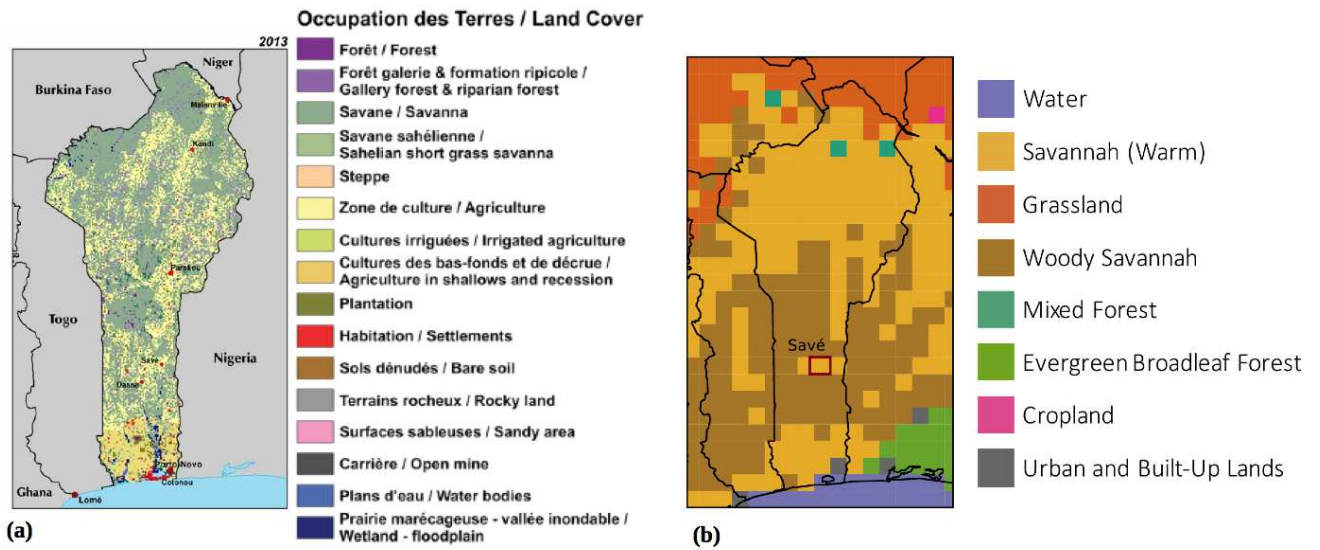 Occupation des Terres / Land Cover
2013
Niger
Burkina Faso
Malanville
Kandi
Parakou
Togo
Nigeria
Savè
Dassa
Porto Novo
Cotonou
Ghana
Lomé
(a)
Forêt / Forest
Forêt galerie & formation ripicole /
Gallery forest & riparian forest
Savane / Savanna
Savane sahélienne /
Sahelian short grass savanna
Steppe
Zone de culture / Agriculture
Cultures irriguées / Irrigated agriculture
Cultures des bas-fonds et de décrue /
Agriculture in shallows and recession
Plantation
Habitation / Settlements
Sols dénudés / Bare soil
Terrains rocheux / Rocky land
Surfaces sableuses / Sandy area
Carrière / Open mine
Plans d'eau / Water bodies
Prairie marécageuse - vallée inondable /
Wetland - floodplain
Savé
(b)
Water
Savannah (Warm)
Grassland
Woody Savannah
Mixed Forest
Evergreen Broadleaf Forest
Cropland
Urban and Built-Up Lands